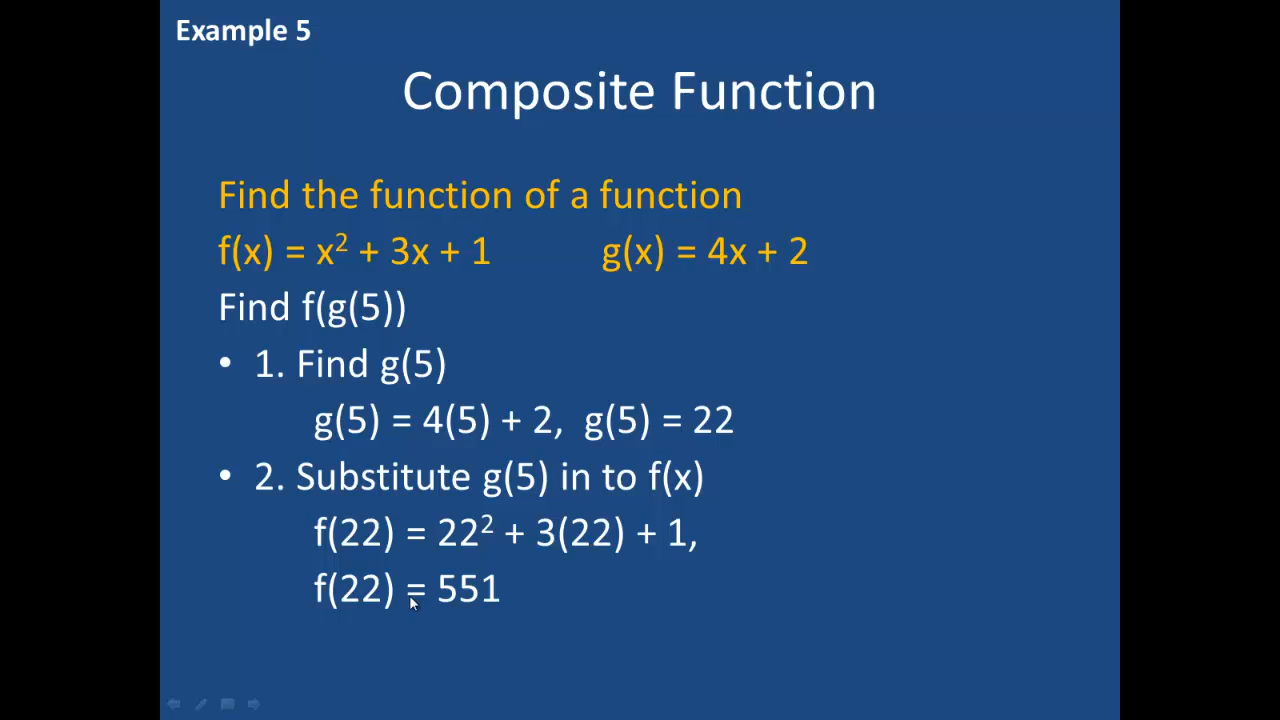 Example 5
Composite Function
Find the function of a function
f(x) = x² + 3x + 1 g(x) = 4x + 2
Find f(g(5))
• 1. Find g(5)
g(5) = 4(5) + 2, g(5) = 22
• 2. Substitute g(5) in to f(x)
f(22) = 22² + 3(22) + 1,
f(22) = 551